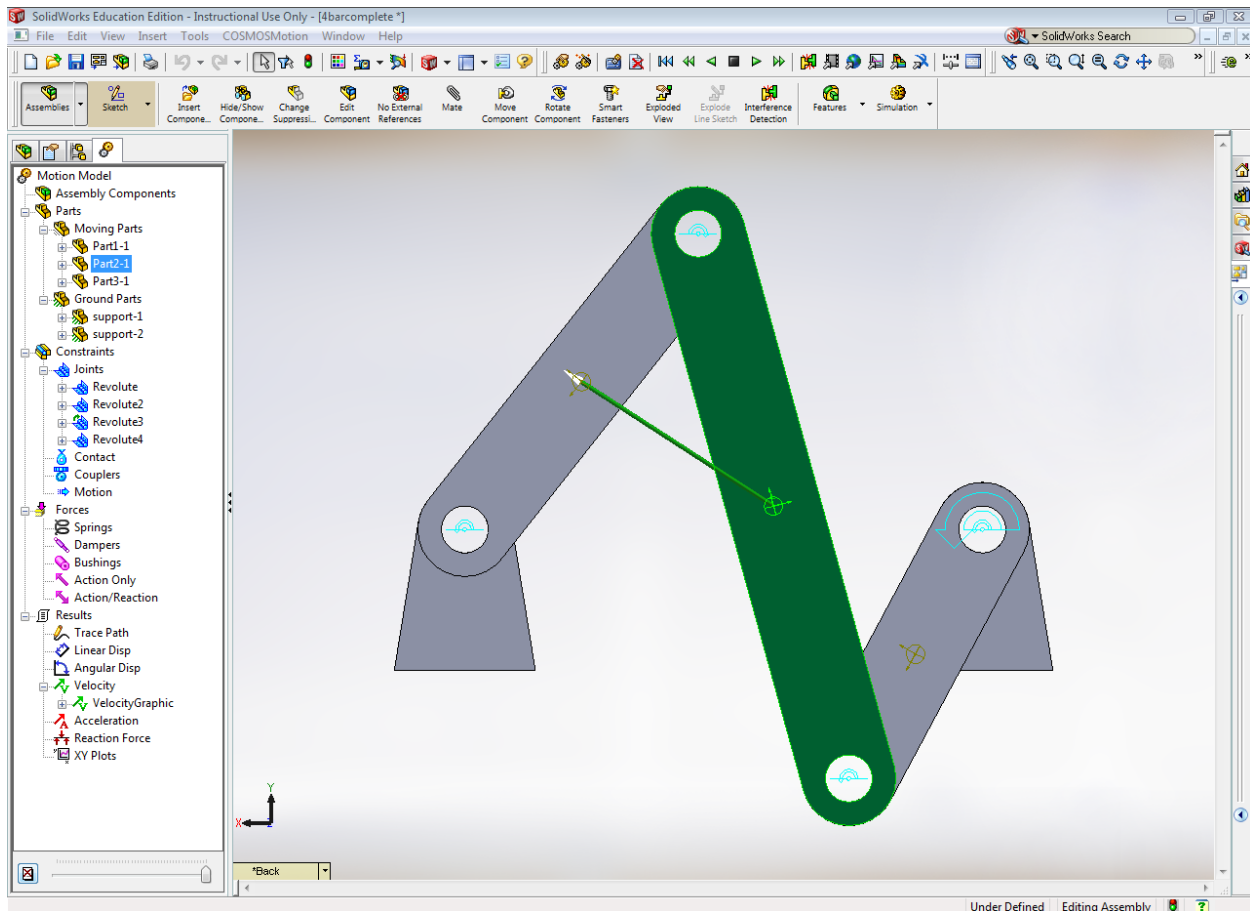 SolidWorks Education Edition - Instructional Use Only - [4barcomplete *]
File Edit View Insert Tools COSMOSMotion Window Help
SolidWorks Search
Assemblies
Sketch
Insert Compone...
Hide/Show Compone...
Change Suppressi...
Edit Component
No External References
Mate
Move Component
Rotate Component
Smart Fasteners
Exploded View
Explode Line Sketch
Interference Detection
Features
Simulation
Motion Model
Assembly Components
Parts
Moving Parts
Part1-1
Part2-1
Part3-1
Ground Parts
support-1
support-2
Constraints
Joints
Revolute
Revolute2
Revolute3
Revolute4
Contact
Couplers
Motion
Forces
Springs
Dampers
Bushings
Action Only
Action/Reaction
Results
Trace Path
Linear Disp
Angular Disp
Velocity
VelocityGraphic
Acceleration
Reaction Force
XY Plots
Y
X
Z
*Back
Under Defined Editing Assembly